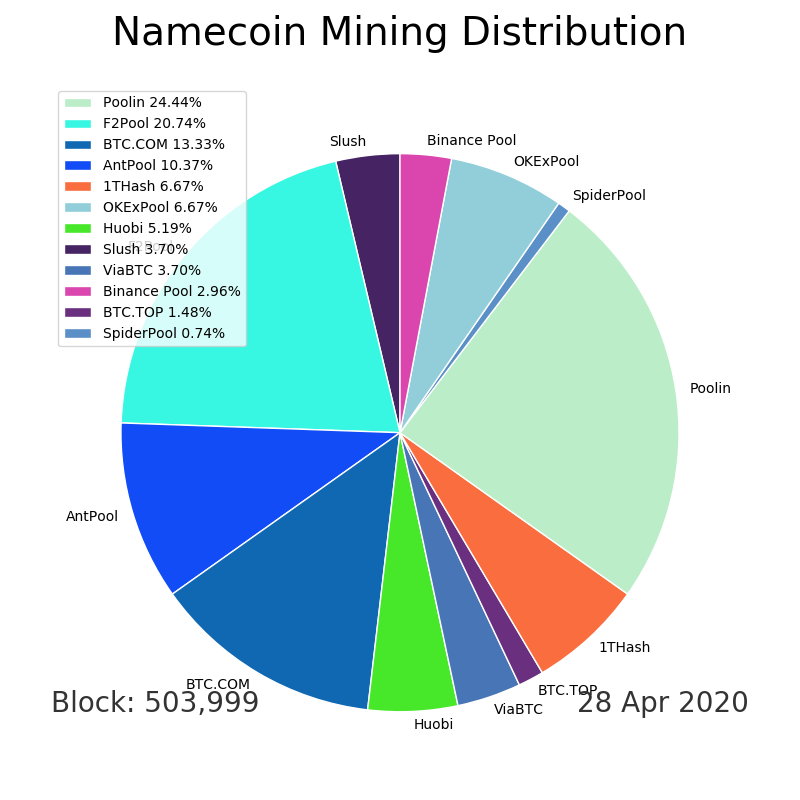 Namecoin Mining Distribution
Poolin 24.44%
F2Pool 20.74%
BTC.COM 13.33%
AntPool 10.37%
1THash 6.67%
OKExPool 6.67%
Huobi 5.19%
Slush 3.70%
ViaBTC 3.70%
Binance Pool 2.96%
BTC.TOP 1.48%
SpiderPool 0.74%
Slush
Binance Pool
OKExPool
SpiderPool
F2Pool
Poolin
AntPool
1THash
BTC.COM
BTC.TOP
ViaBTC
Huobi
Block: 503,999
28 Apr 2020